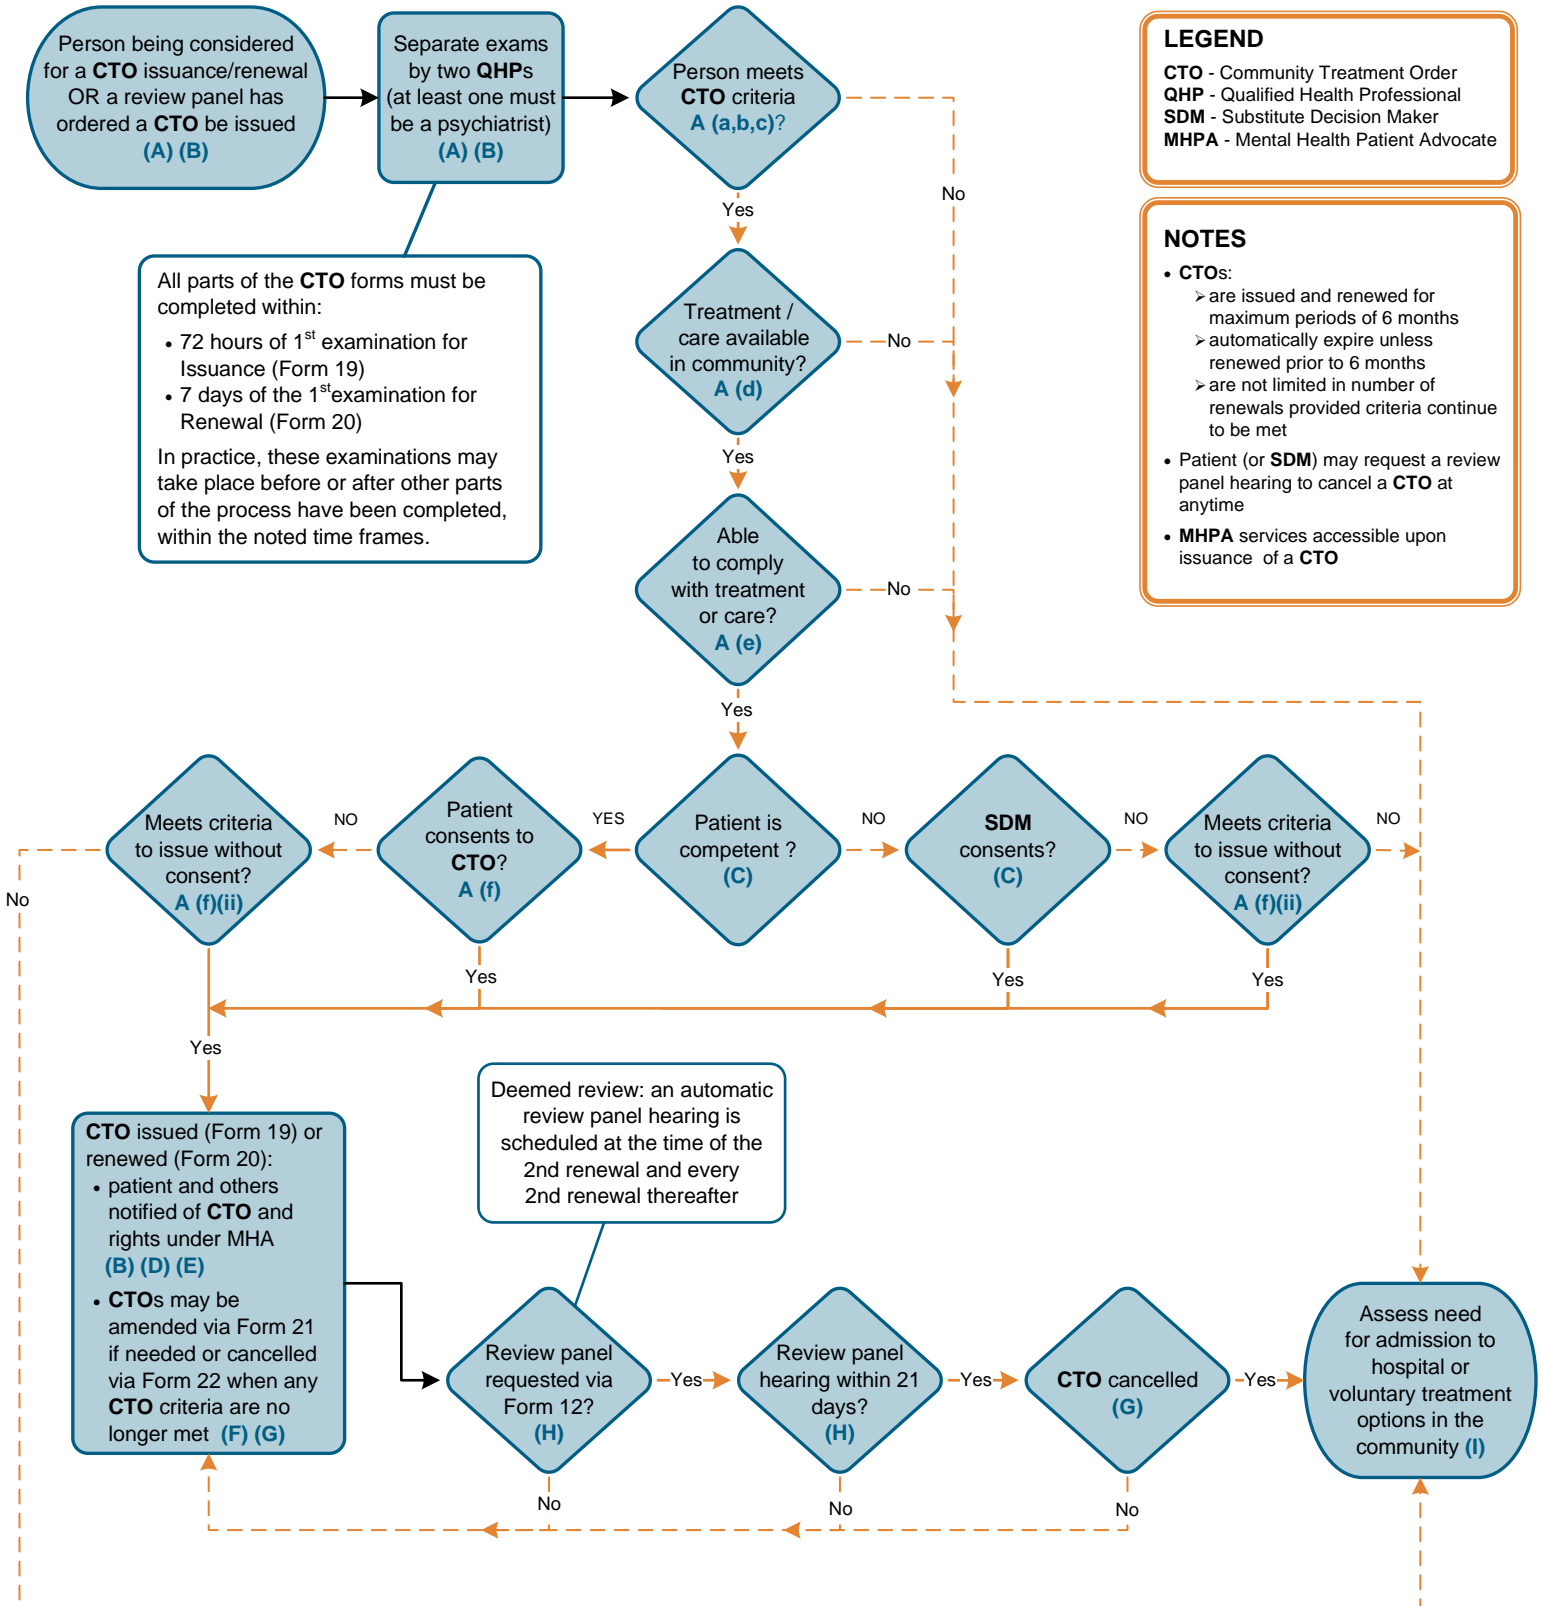 Person being considered
for a CTO issuance/renewal
OR a review panel has
ordered a CTO be issued
(A) (B)
Separate exams
by two QHPs
(at least one must
be a psychiatrist)
(A) (B)
Person meets
CTO criteria
A (a,b,c)?
No
Yes
LEGEND
CTO - Community Treatment Order
QHP - Qualified Health Professional
SDM - Substitute Decision Maker
MHPA - Mental Health Patient Advocate
All parts of the CTO forms must be
completed within:
• 72 hours of 1st examination for
Issuance (Form 19)
• 7 days of the 1st examination for
Renewal (Form 20)
In practice, these examinations may
take place before or after other parts
of the process have been completed,
within the noted time frames.
Treatment /
care available
in community?
A (d)
No
Yes
NOTES
• CTOs:
➢ are issued and renewed for
maximum periods of 6 months
➢ automatically expire unless
renewed prior to 6 months
➢ are not limited in number of
renewals provided criteria continue
to be met
• Patient (or SDM) may request a review
panel hearing to cancel a CTO at
anytime
• MHPA services accessible upon
issuance of a CTO
Able
to comply
with treatment
or care?
A (e)
No
Yes
Meets criteria
to issue without
consent?
A (f)(ii)
NO
Patient
consents to
CTO?
A (f)
YES
Patient is
competent ?
(C)
NO
SDM
consents?
(C)
NO
Meets criteria
to issue without
consent?
A (f)(ii)
NO
No
Yes
Yes
Yes
Yes
CTO issued (Form 19) or
renewed (Form 20):
• patient and others
notified of CTO and
rights under MHA
(B) (D) (E)
• CTOs may be
amended via Form 21
if needed or cancelled
via Form 22 when any
CTO criteria are no
longer met (F) (G)
Deemed review: an automatic
review panel hearing is
scheduled at the time of the
2nd renewal and every
2nd renewal thereafter
Review panel
requested via
Form 12?
(H)
Yes
Review panel
hearing within 21
days?
(H)
Yes
CTO cancelled
(G)
Yes
Assess need
for admission to
hospital or
voluntary treatment
options in the
community (I)
No
No
No